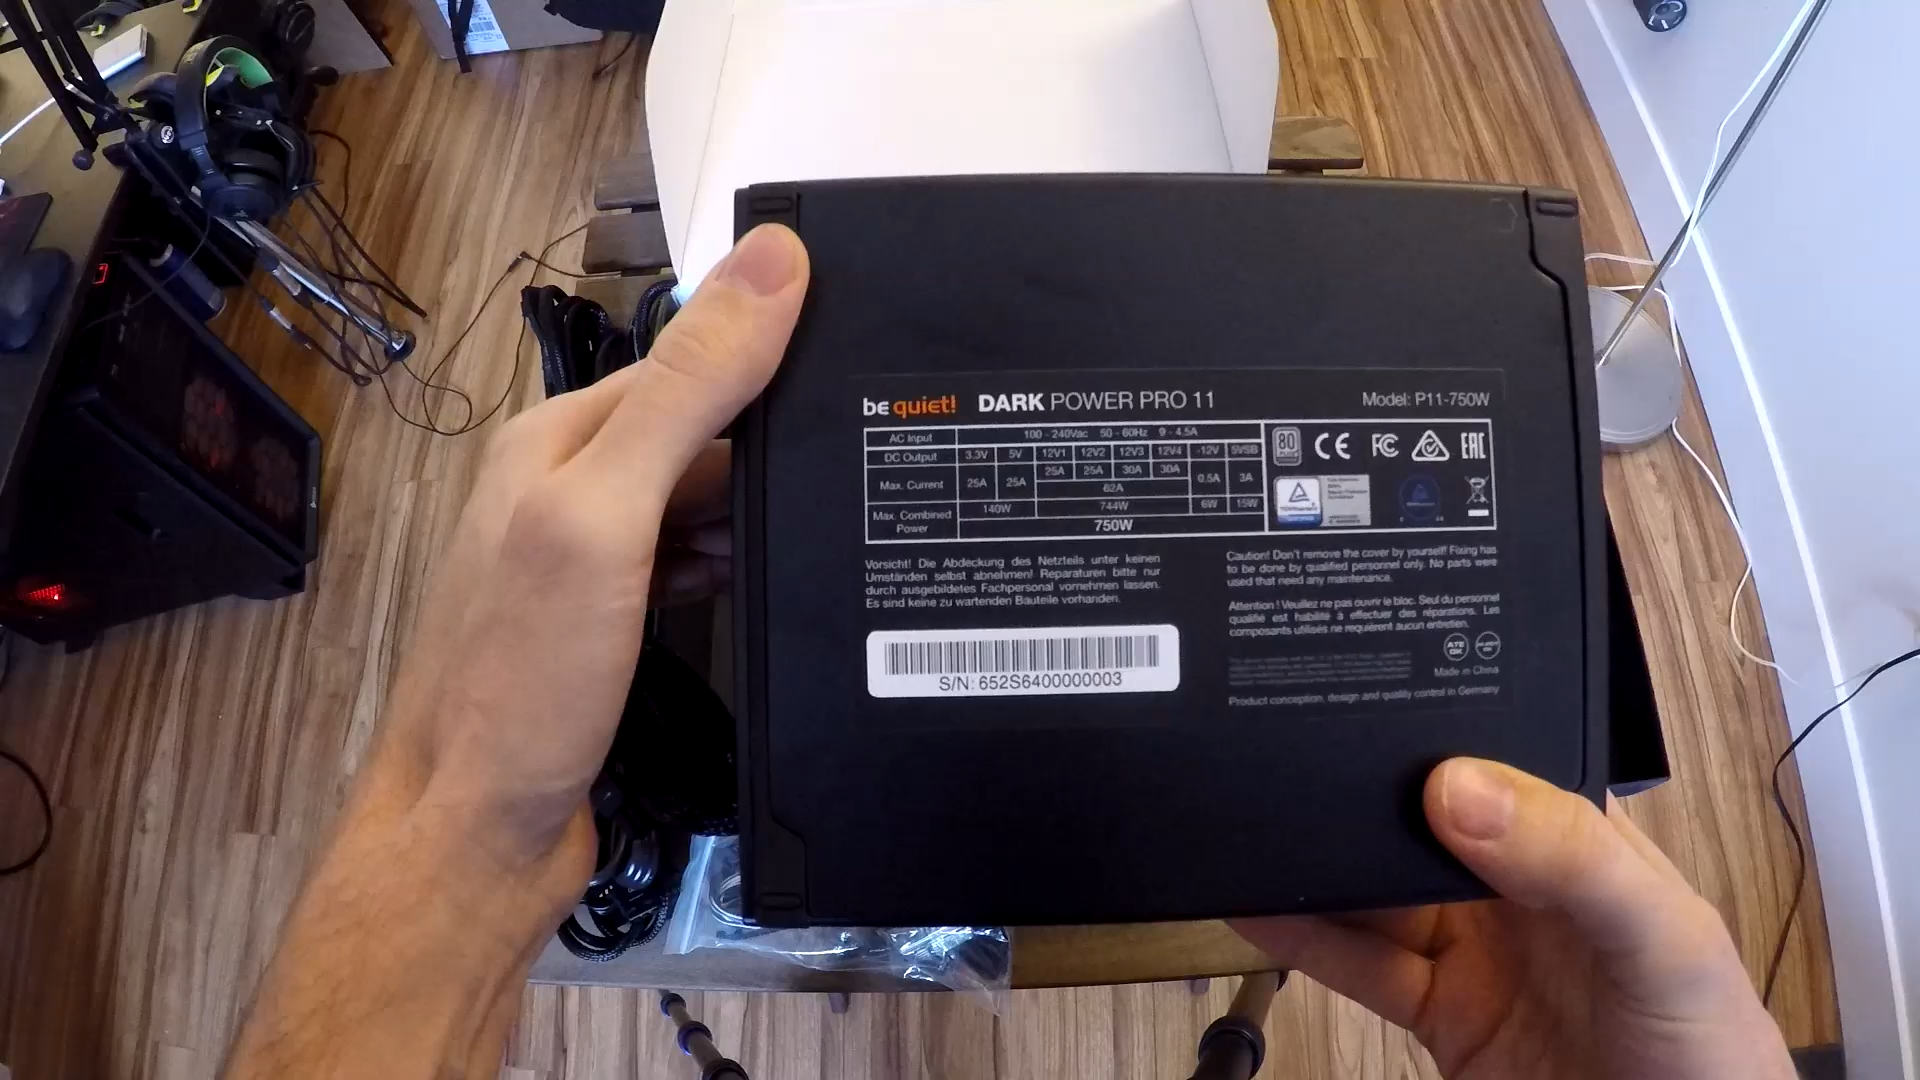 be quiet! DARK POWER PRO 11 Model: P11-750W
AC Input 100 - 240Vac 50 - 60Hz 9 - 4.5A
DC Output 3.3V 5V 12V1 12V2 12V3 12V4 -12V 5VSB
Max. Current 25A 25A 25A 25A 30A 30A 0.5A 3A
62A
Max. Combined Power 140W 744W 6W 15W
750W
80
CE FC EAC
Vorsicht! Die Abdeckung des Netzteils unter keinen
Umständen selbst abnehmen! Reparaturen bitte nur
durch ausgebildetes Fachpersonal vornehmen lassen.
Es sind keine zu wartenden Bauteile vorhanden.
S/N: 652S6400000003
Caution! Don't remove the cover by yourself! Fixing has
to be done by qualified personnel only. No parts were
used that need any maintenance.
Attention ! Veuillez ne pas ouvrir le bloc. Seul du personnel
qualifié est habilité à effectuer des réparations. Les
composants utilisés ne requièrent aucun entretien.
ATE OK
Made in China
Product conception, design and quality control in Germany